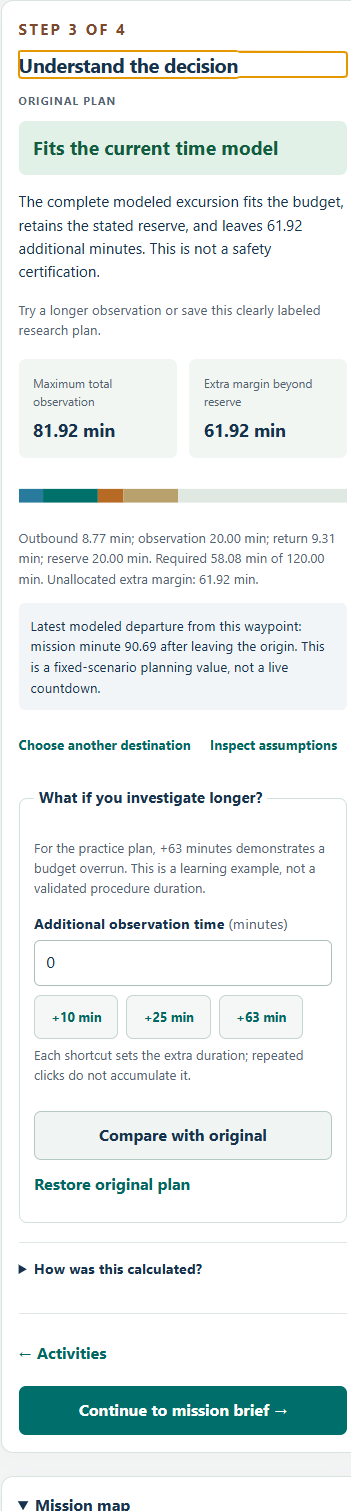 STEP 3 OF 4
Understand the decision
ORIGINAL PLAN
Fits the current time model
The complete modeled excursion fits the budget,
retains the stated reserve, and leaves 61.92
additional minutes. This is not a safety
certification.
Try a longer observation or save this clearly labeled
research plan.
Maximum total
observation
81.92 min
Extra margin beyond
reserve
61.92 min
Outbound 8.77 min; observation 20.00 min; return 9.31
min; reserve 20.00 min. Required 58.08 min of 120.00
min. Unallocated extra margin: 61.92 min.
Latest modeled departure from this waypoint:
mission minute 90.69 after leaving the origin. This
is a fixed-scenario planning value, not a live
countdown.
Choose another destination Inspect assumptions
What if you investigate longer?
For the practice plan, +63 minutes demonstrates a
budget overrun. This is a learning example, not a
validated procedure duration.
Additional observation time (minutes)
0
+10 min +25 min +63 min
Each shortcut sets the extra duration; repeated
clicks do not accumulate it.
Compare with original
Restore original plan
▶ How was this calculated?
← Activities
Continue to mission brief →
▼ Mission map